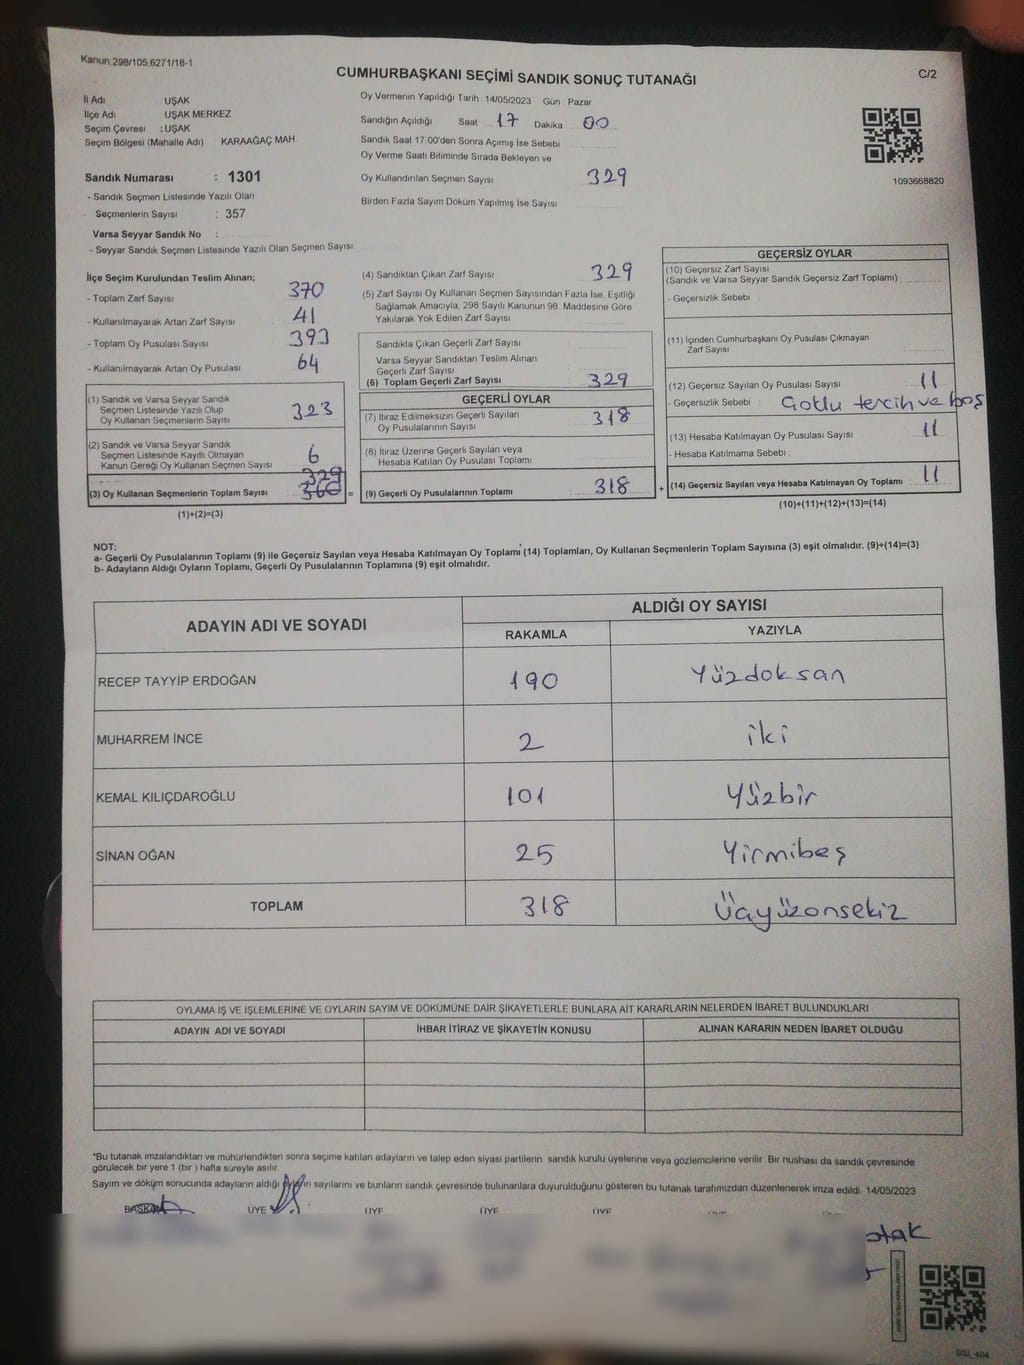 Kanun 298/105,6271/18-1
CUMHURBAŞKANI SEÇİMİ SANDIK SONUÇ TUTANAĞI
C/2
İl Adı UŞAK
İlçe Adı UŞAK MERKEZ
Seçim Çevresi : UŞAK
Seçim Bölgesi (Mahalle Adı) KARAAĞAÇ MAH.
Oy Vermenin Yapıldığı Tarih 14/05/2023 Gün Pazar
Sandığın Açıldığı Saat 17 Dakika 00
Sandık Saat 17.00'den Sonra Açımış İse Sebebi
Oy Verme Saati Bitiminde Sırada Bekleyen ve
Oy Kullandırılan Seçmen Sayısı 329
Birden Fazla Sayım Döküm Yapılmış İse Sayısı
1093668820
Sandık Numarası : 1301
- Sandık Seçmen Listesinde Yazılı Olan
- Seçmenlerin Sayısı : 357
Varsa Seyyar Sandık No :
- Seyyar Sandık Seçmen Listesinde Yazılı Olan Seçmen Sayısı
İlçe Seçim Kurulundan Teslim Alınan;
- Toplam Zarf Sayısı 370
- Kullanılmayarak Artan Zarf Sayısı 41
- Toplam Oy Pusulası Sayısı 393
- Kullanılmayarak Artan Oy Pusulası 64
(1) Sandık ve Varsa Seyyar Sandık
Seçmen Listesinde Yazılı Olup
Oy Kullanan Seçmenlerin Sayısı 323
(2) Sandık ve Varsa Seyyar Sandık
Seçmen Listesinde Kayıtlı Olmayan
Kanun Gereği Oy Kullanan Seçmen Sayısı 6
329
(3) Oy Kullanan Seçmenlerin Toplam Sayısı 360 =
(1)+(2)=(3)
(4) Sandıktan Çıkan Zarf Sayısı 329
(5) Zarf Sayısı Oy Kullanan Seçmen Sayısından Fazla İse, Eşitliği
Sağlamak Amacıyla, 298 Sayılı Kanunun 98. Maddesine Göre
Yakılarak Yok Edilen Zarf Sayısı
Sandıkta Çıkan Geçerli Zarf Sayısı
Varsa Seyyar Sandıktan Teslim Alınan
Geçerli Zarf Sayısı
(6) Toplam Geçerli Zarf Sayısı 329
GEÇERLİ OYLAR
(7) İtiraz Edilmeksizin Geçerli Sayılan
Oy Pusulalarının Sayısı 318
(8) İtiraz Üzerine Geçerli Sayılan veya
Hesaba Katılan Oy Pusulası Toplamı
(9) Geçerli Oy Pusulalarının Toplamı 318 +
GEÇERSİZ OYLAR
(10) Geçersiz Zarf Sayısı
(Sandık ve Varsa Seyyar Sandık Geçersiz Zarf Toplamı)
- Geçersizlik Sebebi
(11) İçinden Cumhurbaşkanı Oy Pusulası Çıkmayan
Zarf Sayısı
(12) Geçersiz Sayılan Oy Pusulası Sayısı 11
- Geçersizlik Sebebi : Çoklu tercih ve boş
(13) Hesaba Katılmayan Oy Pusulası Sayısı 11
- Hesaba Katılmama Sebebi
(14) Geçersiz Sayılan veya Hesaba Katılmayan Oy Toplamı 11
(10)+(11)+(12)+(13)=(14)
NOT:
a- Geçerli Oy Pusulalarının Toplamı (9) ile Geçersiz Sayılan veya Hesaba Katılmayan Oy Toplamı (14) Toplamları, Oy Kullanan Seçmenlerin Toplam Sayısına (3) eşit olmalıdır. (9)+(14)=(3)
b- Adayların Aldığı Oyların Toplamı, Geçerli Oy Pusulalarının Toplamına (9) eşit olmalıdır.
ADAYIN ADI VE SOYADI ALDIĞI OY SAYISI
RAKAMLA YAZIYLA
RECEP TAYYİP ERDOĞAN 190 Yüzdoksan
MUHARREM İNCE 2 iki
KEMAL KILIÇDAROĞLU 101 Yüzbir
SİNAN OĞAN 25 Yirmibeş
TOPLAM 318 Üçyüzonsekiz
OYLAMA İŞ VE İŞLEMLERİNE VE OYLARIN SAYIM VE DÖKÜMÜNE DAİR ŞİKAYETLERLE BUNLARA AİT KARARLARIN NELERDEN İBARET BULUNDUKLARI
ADAYIN ADI VE SOYADI İHBAR İTİRAZ VE ŞİKAYETİN KONUSU ALINAN KARARIN NEDEN İBARET OLDUĞU
*Bu tutanak imzalandıktan ve mühürlendikten sonra seçime katılan adayların ve talep eden siyasi partilerin sandık kurulu üyelerine veya gözlemcilerine verilir. Bir nüshası da sandık çevresinde
görülecek bir yere 1 (bir) hafta süreyle asılır.
Sayım ve döküm sonucunda adayların aldığı oyların sayılarını ve bunların sandık çevresinde bulunanlara duyurulduğunu gösteren bu tutanak tarafımızdan düzenlenerek imza edildi. 14/05/2023
BAŞKAN ÜYE ÜYE ÜYE ÜYE
SSI_404